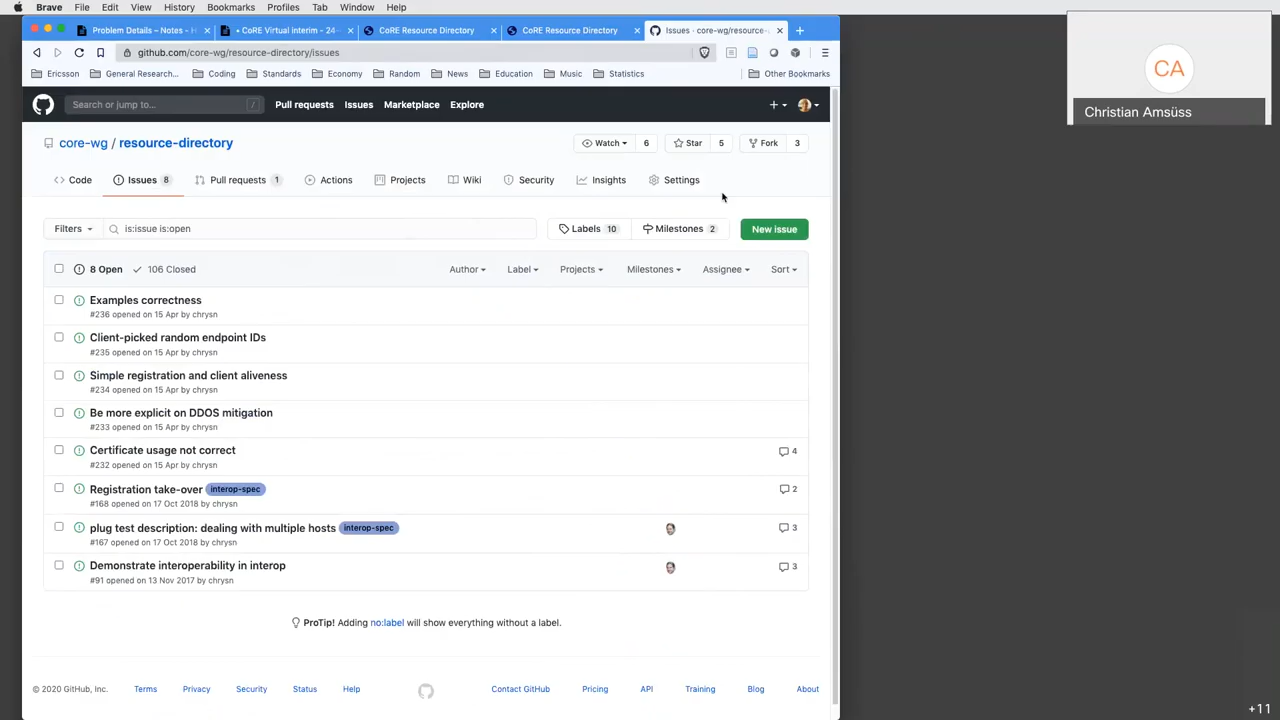 Brave File Edit View History Bookmarks Profiles Tab Window Help
Problem Details – Notes - H
• CoRE Virtual interim - 24-
CoRE Resource Directory
CoRE Resource Directory
Issues · core-wg/resource-
github.com/core-wg/resource-directory/issues
Ericsson General Research... Coding Standards Economy Random News Education Music Statistics Other Bookmarks
Search or jump to... / Pull requests Issues Marketplace Explore
core-wg / resource-directory Watch 6 Star 5 Fork 3
Code Issues 8 Pull requests 1 Actions Projects Wiki Security Insights Settings
Filters is:issue is:open Labels 10 Milestones 2 New issue
8 Open 106 Closed Author Label Projects Milestones Assignee Sort
Examples correctness
#236 opened on 15 Apr by chrysn
Client-picked random endpoint IDs
#235 opened on 15 Apr by chrysn
Simple registration and client aliveness
#234 opened on 15 Apr by chrysn
Be more explicit on DDOS mitigation
#233 opened on 15 Apr by chrysn
Certificate usage not correct 4
#232 opened on 15 Apr by chrysn
Registration take-over interop-spec 2
#168 opened on 17 Oct 2018 by chrysn
plug test description: dealing with multiple hosts interop-spec 3
#167 opened on 17 Oct 2018 by chrysn
Demonstrate interoperability in interop 3
#91 opened on 13 Nov 2017 by chrysn
ProTip! Adding no:label will show everything without a label.
© 2020 GitHub, Inc. Terms Privacy Security Status Help Contact GitHub Pricing API Training Blog About
CA
Christian Amsüss
+11